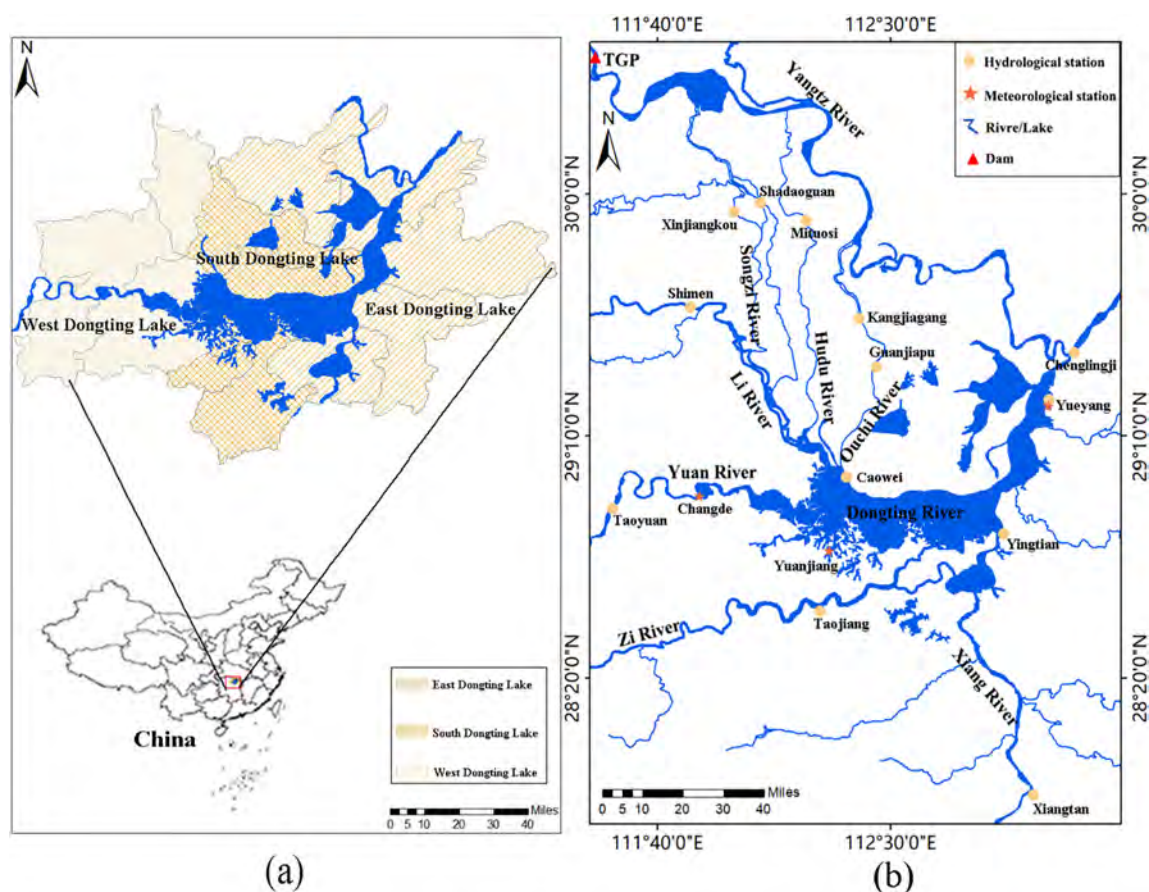 N
South Dongting Lake
East Dongting Lake
West Dongting Lake
China
East Dongting Lake
South Dongting Lake
West Dongting Lake
Miles
0 5 10 20 30 40
(a)
111°40'0"E
112°30'0"E
TGP
N
Yangtz River
Hydrological station
Meteorological station
Rivre/Lake
Dam
30°0'0"N
29°10'0"N
28°20'0"N
Shadaoguan
Xinjiangkou
Mituosi
Songzi River
Shimen
Hudu River
Kangjiagang
Guanjiapu
Chenglingji
Li River
Ouchi River
Yueyang
Yuan River
Caowei
Changde
Taoyuan
Dongting River
Yingtian
Yuanjiang
Zi River
Taojiang
Xiang River
Xiangtan
Miles
0 5 10 20 30 40
30°0'0"N
29°10'0"N
28°20'0"N
111°40'0"E
112°30'0"E
(b)